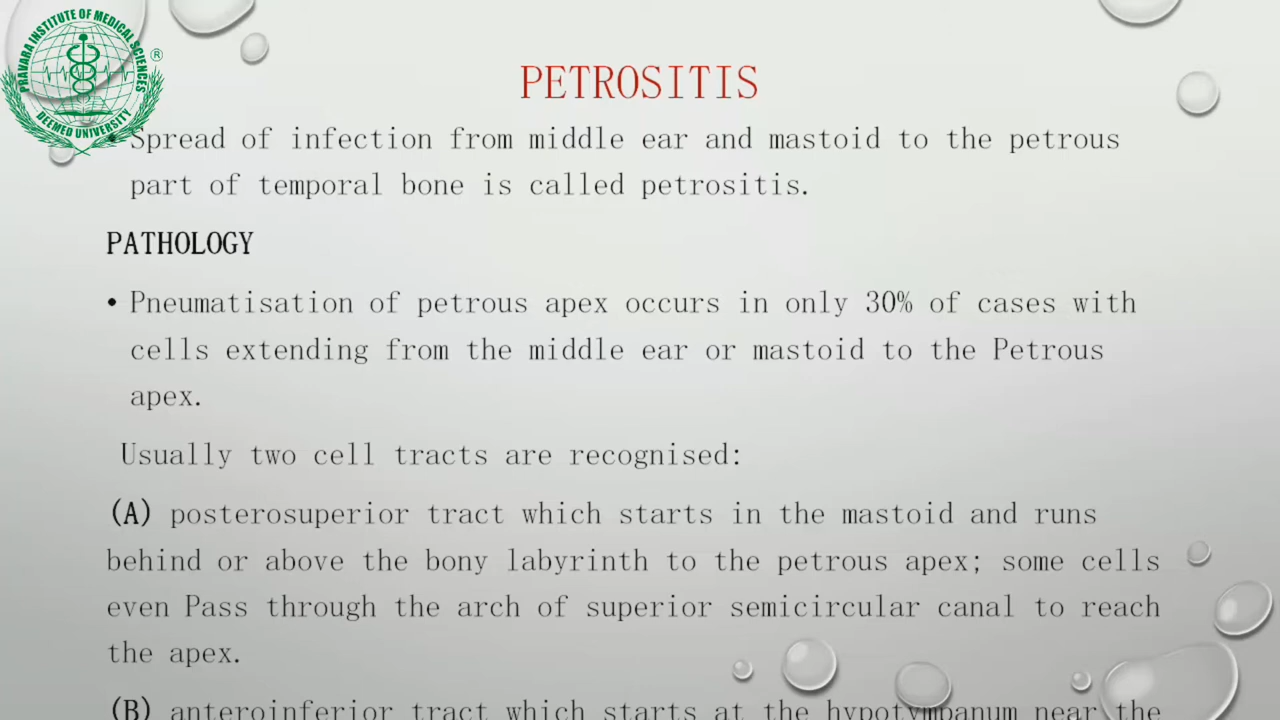 PRAVARA INSTITUTE OF MEDICAL SCIENCES
DEEMED UNIVERSITY
®
PETROSITIS
• Spread of infection from middle ear and mastoid to the petrous
part of temporal bone is called petrositis.
PATHOLOGY
• Pneumatisation of petrous apex occurs in only 30% of cases with
cells extending from the middle ear or mastoid to the Petrous
apex.
Usually two cell tracts are recognised:
(A) posterosuperior tract which starts in the mastoid and runs
behind or above the bony labyrinth to the petrous apex; some cells
even Pass through the arch of superior semicircular canal to reach
the apex.
(B) anteroinferior tract which starts at the hypotympanum near the